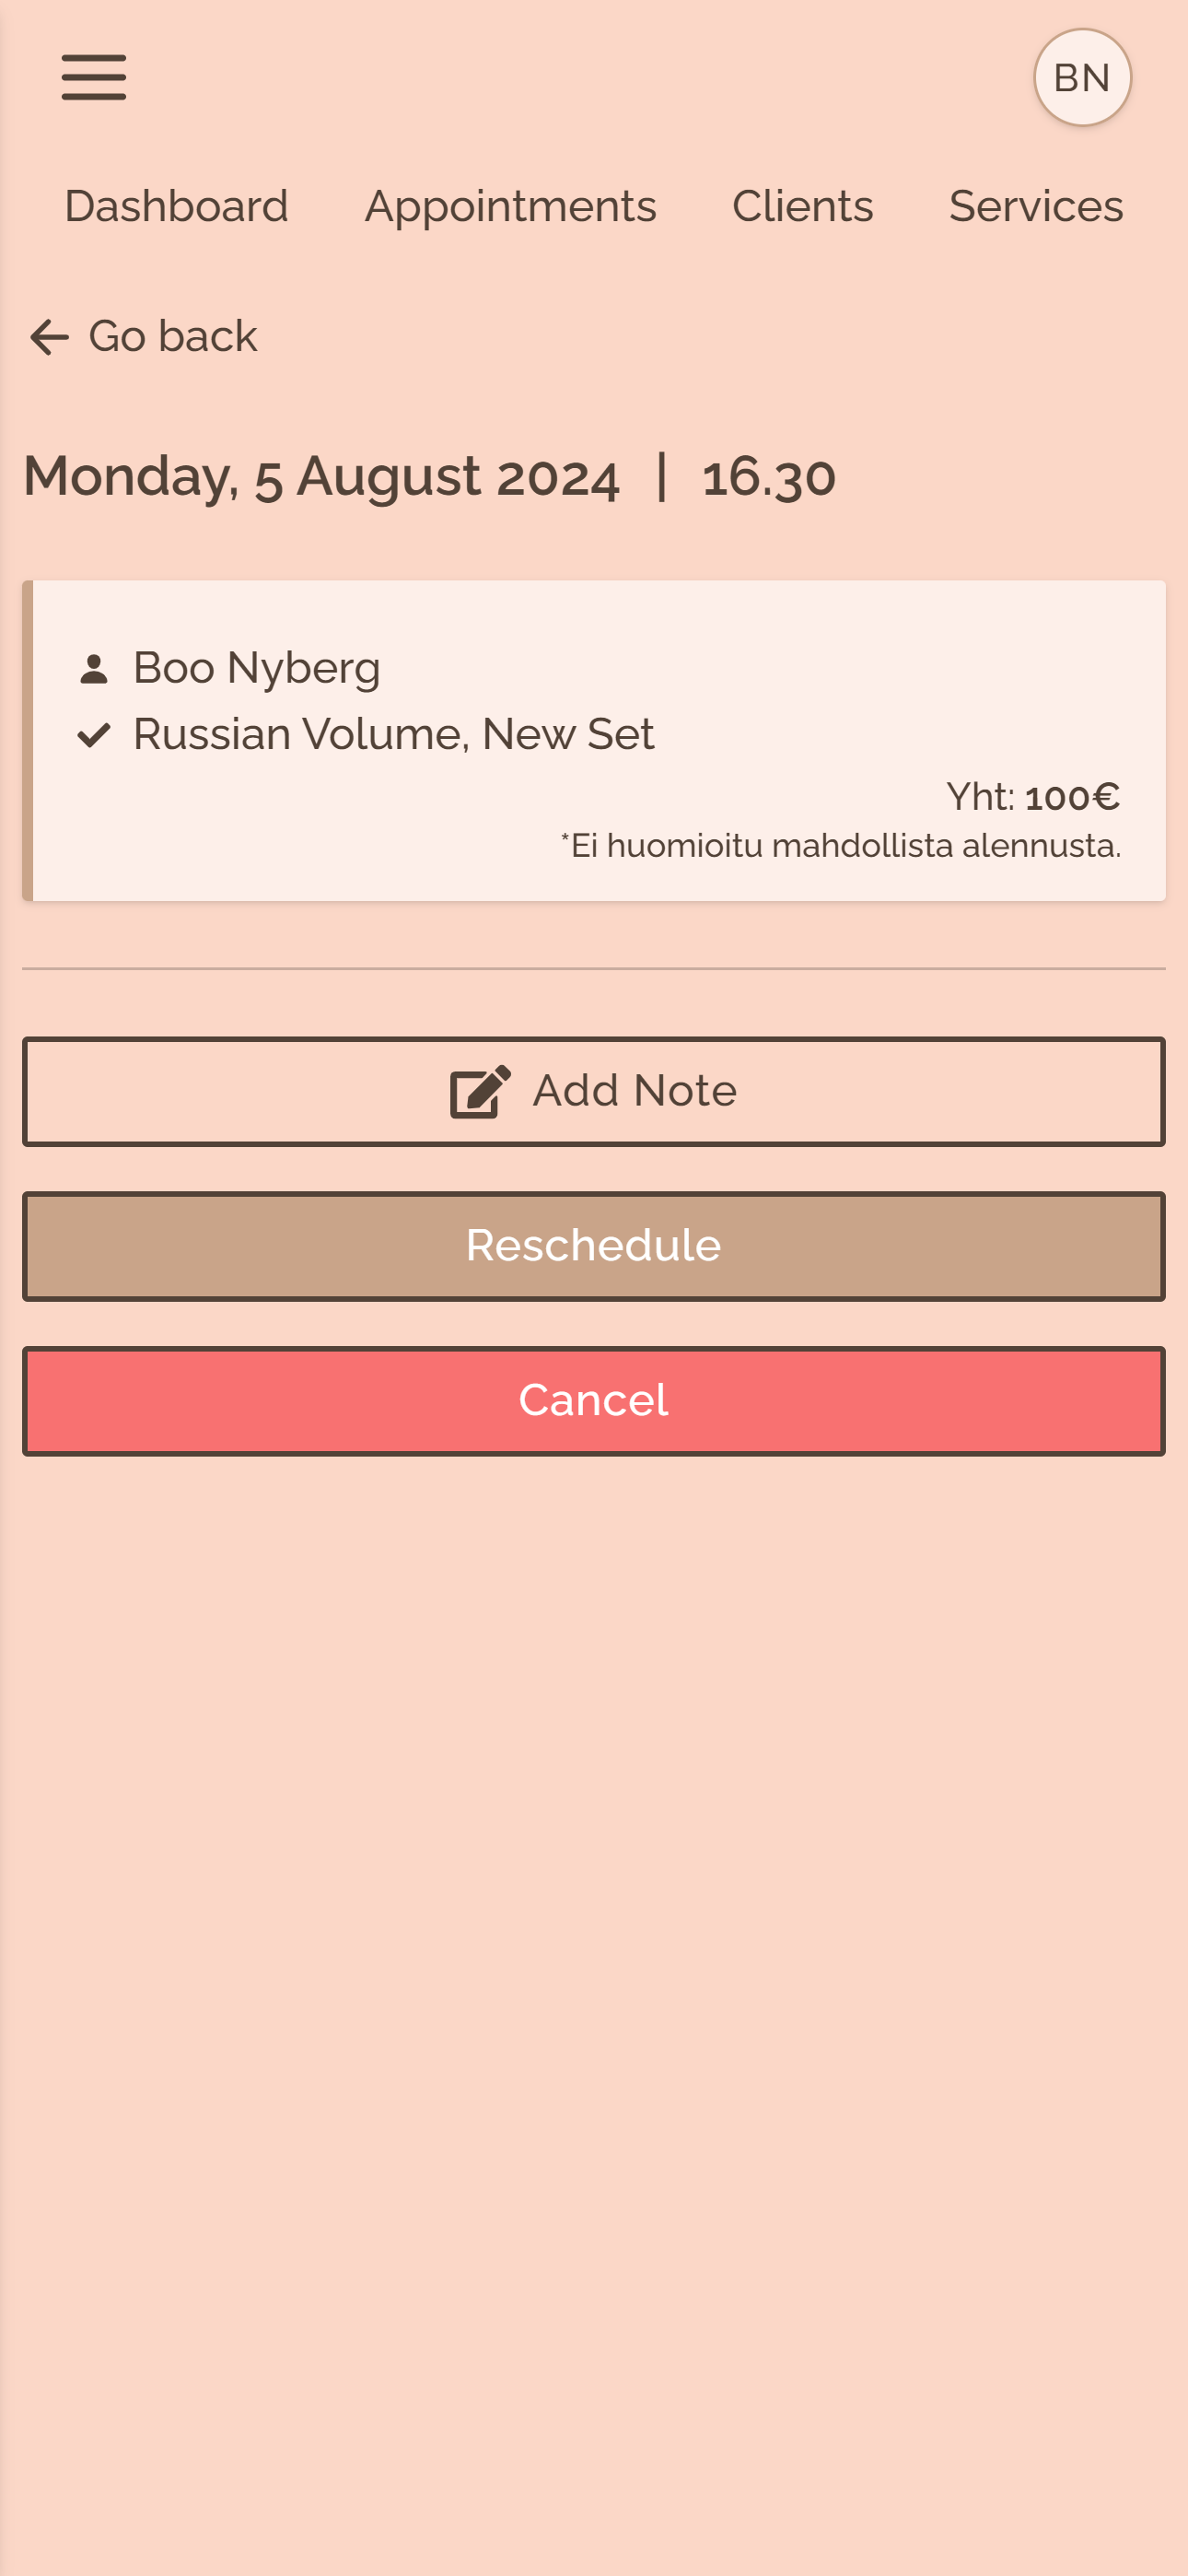 BN
Dashboard Appointments Clients Services
Go back
Monday, 5 August 2024 | 16.30
Boo Nyberg
Russian Volume, New Set
Yht: 100€
*Ei huomioitu mahdollista alennusta.
Add Note
Reschedule
Cancel